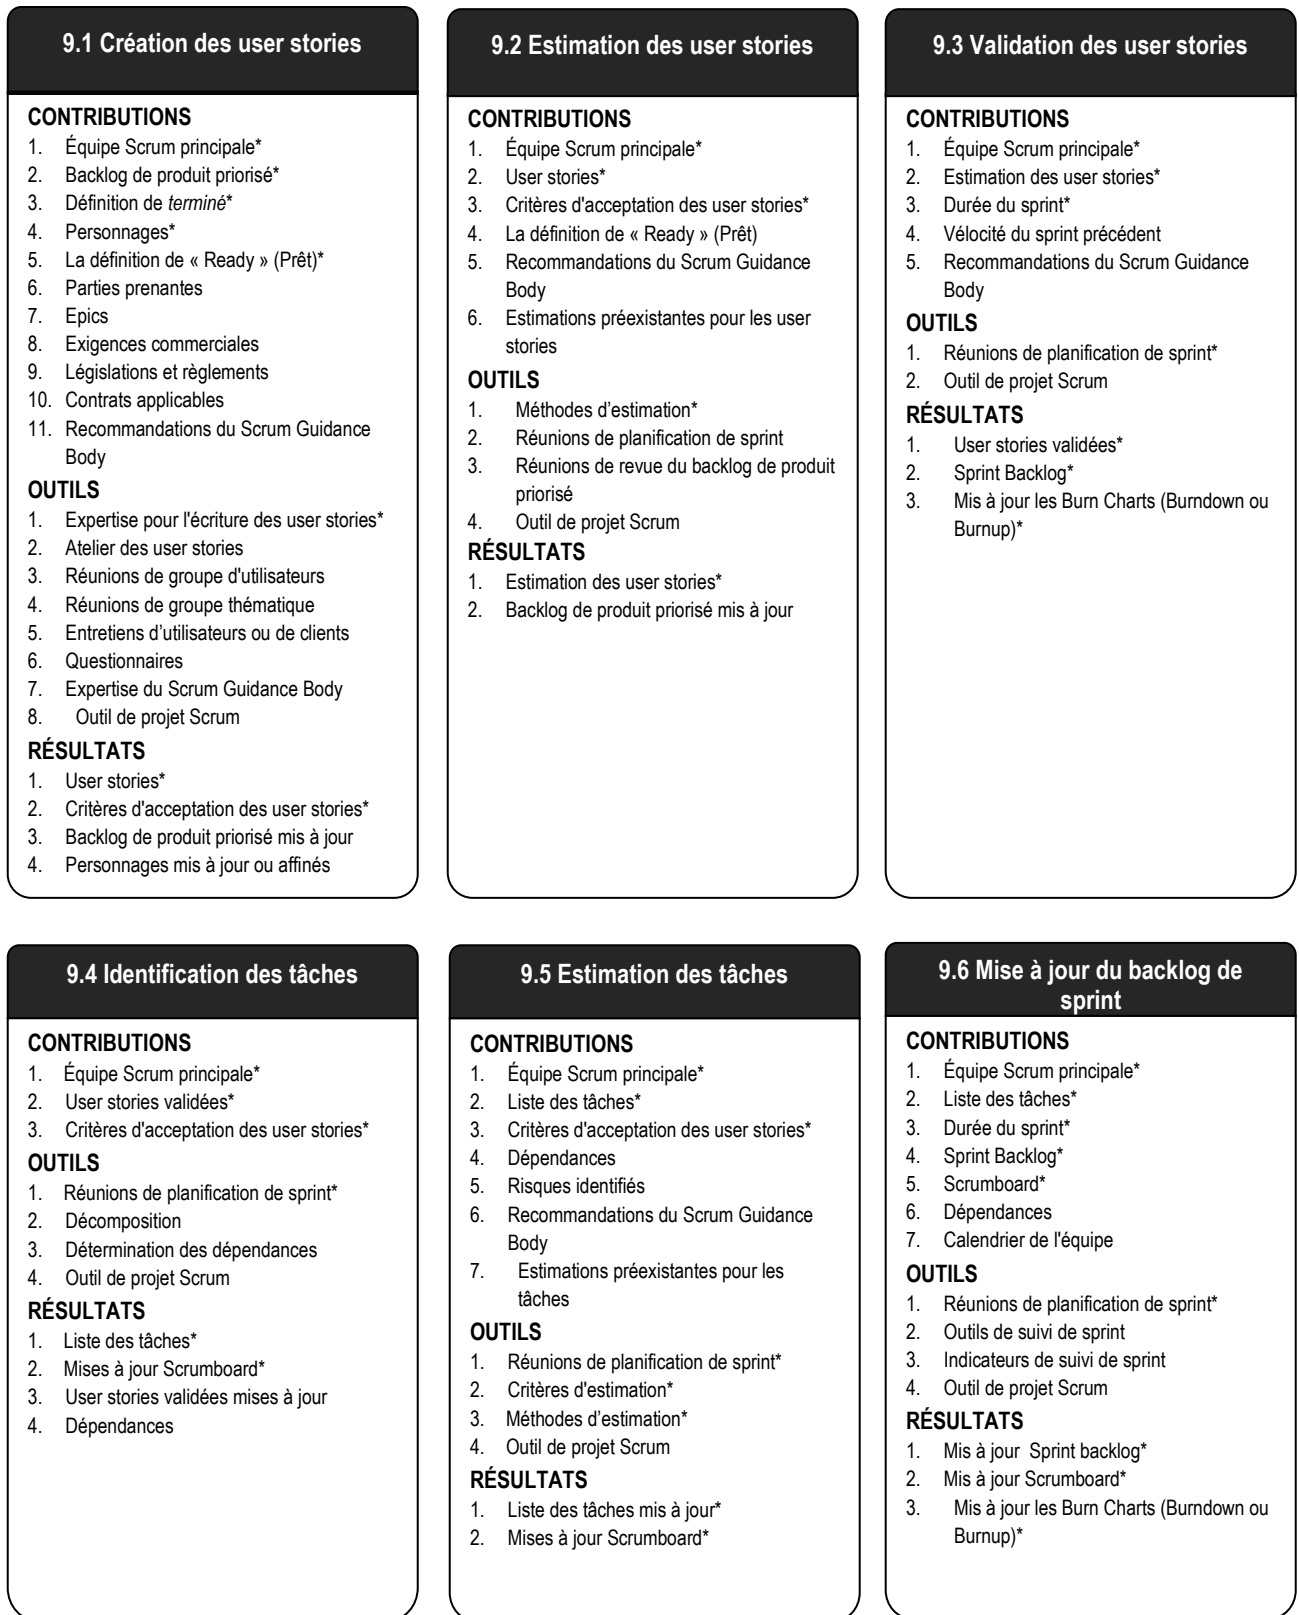 9.1 Création des user stories
CONTRIBUTIONS
1. Équipe Scrum principale*
2. Backlog de produit priorisé*
3. Définition de terminé*
4. Personnages*
5. La définition de « Ready » (Prêt)*
6. Parties prenantes
7. Epics
8. Exigences commerciales
9. Législations et règlements
10. Contrats applicables
11. Recommandations du Scrum Guidance
Body
OUTILS
1. Expertise pour l'écriture des user stories*
2. Atelier des user stories
3. Réunions de groupe d'utilisateurs
4. Réunions de groupe thématique
5. Entretiens d’utilisateurs ou de clients
6. Questionnaires
7. Expertise du Scrum Guidance Body
8. Outil de projet Scrum
RÉSULTATS
1. User stories*
2. Critères d'acceptation des user stories*
3. Backlog de produit priorisé mis à jour
4. Personnages mis à jour ou affinés
9.2 Estimation des user stories
CONTRIBUTIONS
1. Équipe Scrum principale*
2. User stories*
3. Critères d'acceptation des user stories*
4. La définition de « Ready » (Prêt)
5. Recommandations du Scrum Guidance
Body
6. Estimations préexistantes pour les user
stories
OUTILS
1. Méthodes d’estimation*
2. Réunions de planification de sprint
3. Réunions de revue du backlog de produit
priorisé
4. Outil de projet Scrum
RÉSULTATS
1. Estimation des user stories*
2. Backlog de produit priorisé mis à jour
9.3 Validation des user stories
CONTRIBUTIONS
1. Équipe Scrum principale*
2. Estimation des user stories*
3. Durée du sprint*
4. Vélocité du sprint précédent
5. Recommandations du Scrum Guidance
Body
OUTILS
1. Réunions de planification de sprint*
2. Outil de projet Scrum
RÉSULTATS
1. User stories validées*
2. Sprint Backlog*
3. Mis à jour les Burn Charts (Burndown ou
Burnup)*
9.4 Identification des tâches
CONTRIBUTIONS
1. Équipe Scrum principale*
2. User stories validées*
3. Critères d'acceptation des user stories*
OUTILS
1. Réunions de planification de sprint*
2. Décomposition
3. Détermination des dépendances
4. Outil de projet Scrum
RÉSULTATS
1. Liste des tâches*
2. Mises à jour Scrumboard*
3. User stories validées mises à jour
4. Dépendances
9.5 Estimation des tâches
CONTRIBUTIONS
1. Équipe Scrum principale*
2. Liste des tâches*
3. Critères d'acceptation des user stories*
4. Dépendances
5. Risques identifiés
6. Recommandations du Scrum Guidance
Body
7. Estimations préexistantes pour les
tâches
OUTILS
1. Réunions de planification de sprint*
2. Critères d'estimation*
3. Méthodes d’estimation*
4. Outil de projet Scrum
RÉSULTATS
1. Liste des tâches mis à jour*
2. Mises à jour Scrumboard*
9.6 Mise à jour du backlog de
sprint
CONTRIBUTIONS
1. Équipe Scrum principale*
2. Liste des tâches*
3. Durée du sprint*
4. Sprint Backlog*
5. Scrumboard*
6. Dépendances
7. Calendrier de l'équipe
OUTILS
1. Réunions de planification de sprint*
2. Outils de suivi de sprint
3. Indicateurs de suivi de sprint
4. Outil de projet Scrum
RÉSULTATS
1. Mis à jour Sprint backlog*
2. Mis à jour Scrumboard*
3. Mis à jour les Burn Charts (Burndown ou
Burnup)*